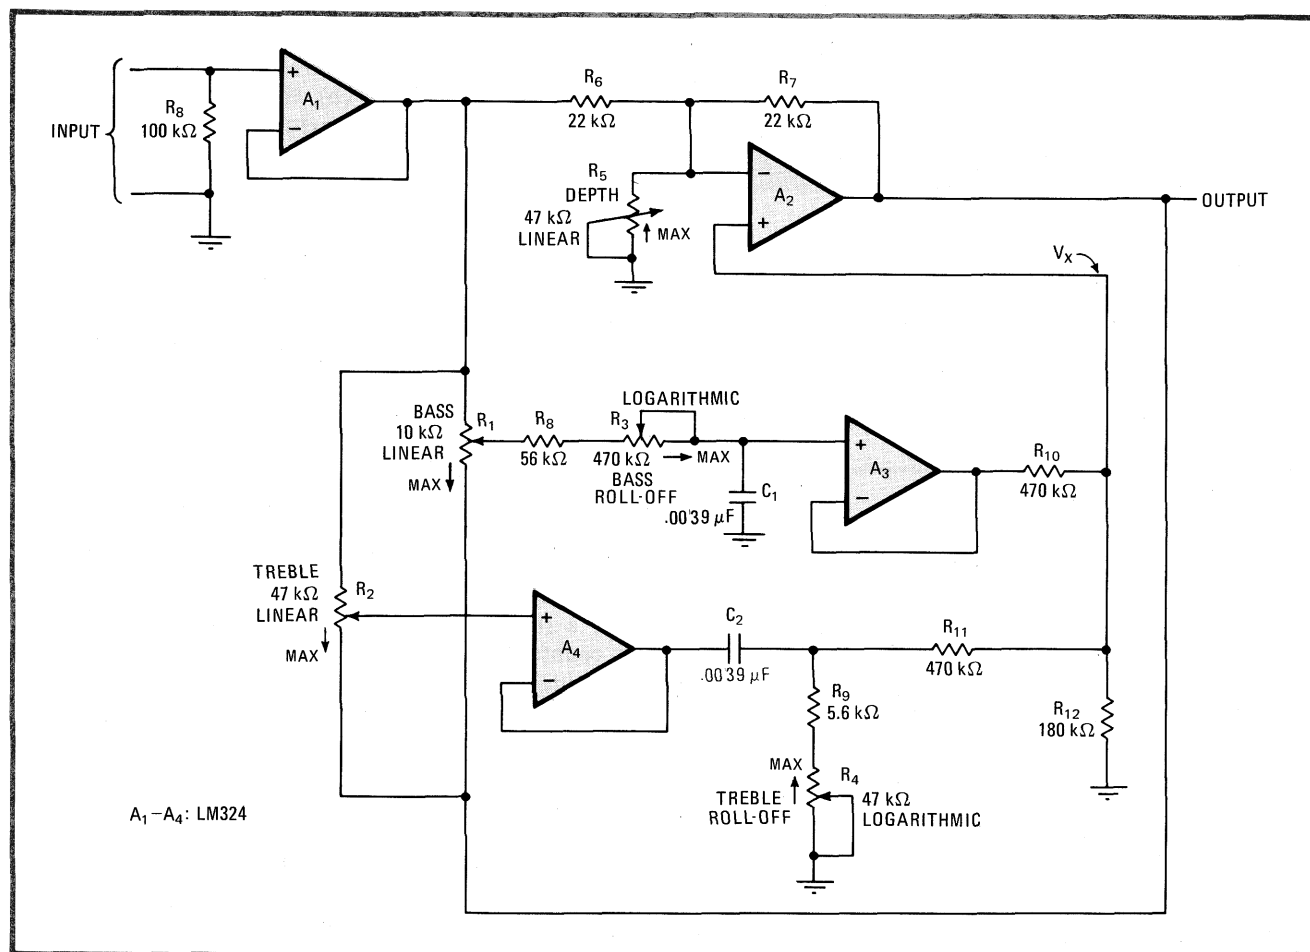 INPUT
R8
100 kΩ
+
A1
−
R6
22 kΩ
R7
22 kΩ
R5
DEPTH
47 kΩ
LINEAR
MAX
−
A2
+
OUTPUT
VX
BASS
10 kΩ
LINEAR
R1
MAX
R8
56 kΩ
LOGARITHMIC
R3
470 kΩ
MAX
BASS
ROLL-OFF
C1
.0039 μF
+
A3
−
R10
470 kΩ
TREBLE
47 kΩ
LINEAR
R2
MAX
+
A4
−
C2
.0039 μF
R9
5.6 kΩ
R11
470 kΩ
R12
180 kΩ
MAX
TREBLE
ROLL-OFF
R4
47 kΩ
LOGARITHMIC
A1−A4: LM324